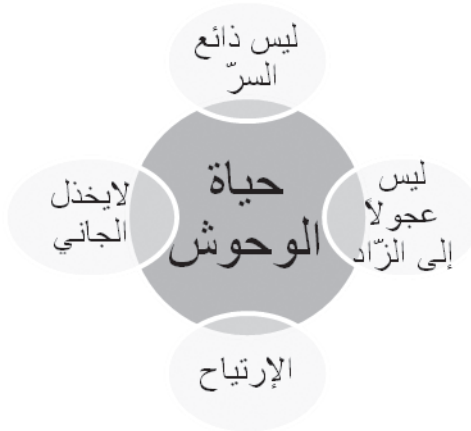 ليس ذائع
السرّ
حياة
الوحوش
ليس
عجولاً
إلى الزّاد
لايخذل
الجاني
الإرتياح